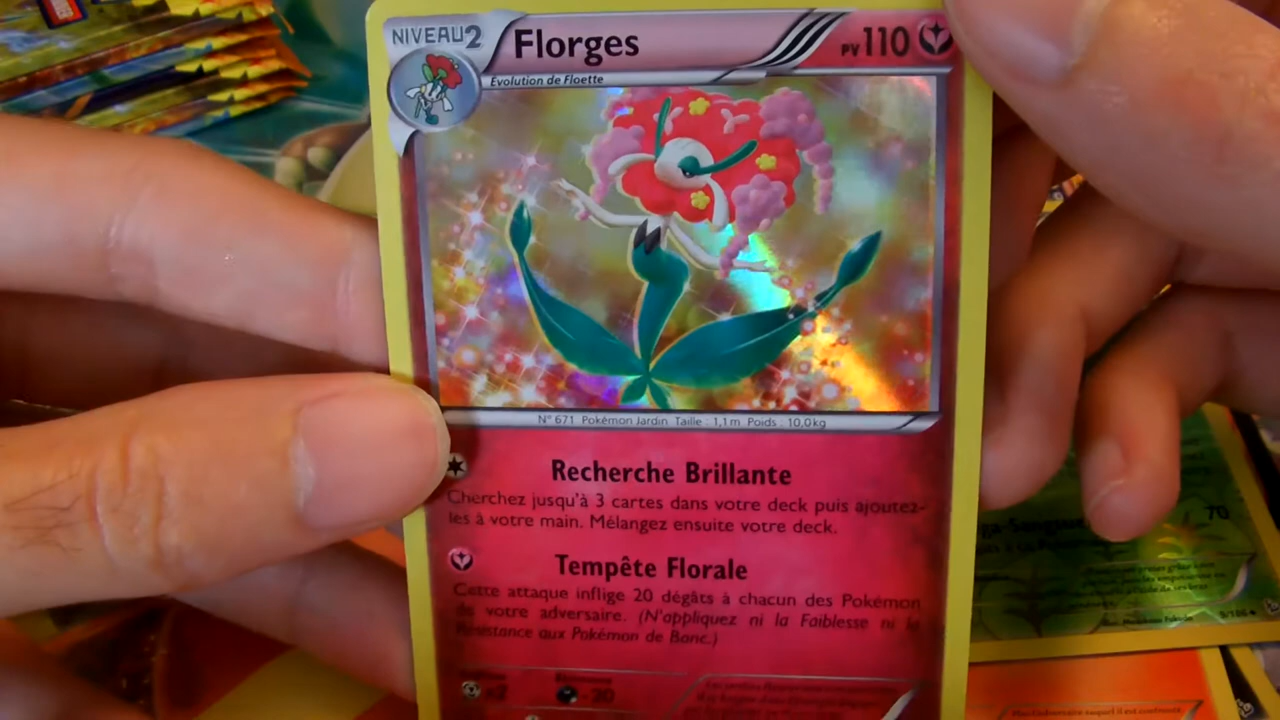 NIVEAU2
Florges
PV110
Évolution de Floette
N° 671 Pokémon Jardin Taille : 1,1m Poids : 10,0kg
Recherche Brillante
Cherchez jusqu'à 3 cartes dans votre deck puis ajoutez-
les à votre main. Mélangez ensuite votre deck.
Tempête Florale
Cette attaque inflige 20 dégâts à chacun des Pokémon
de votre adversaire. (N'appliquez ni la Faiblesse ni la
Résistance aux Pokémon de Banc.)
x2
-20
70